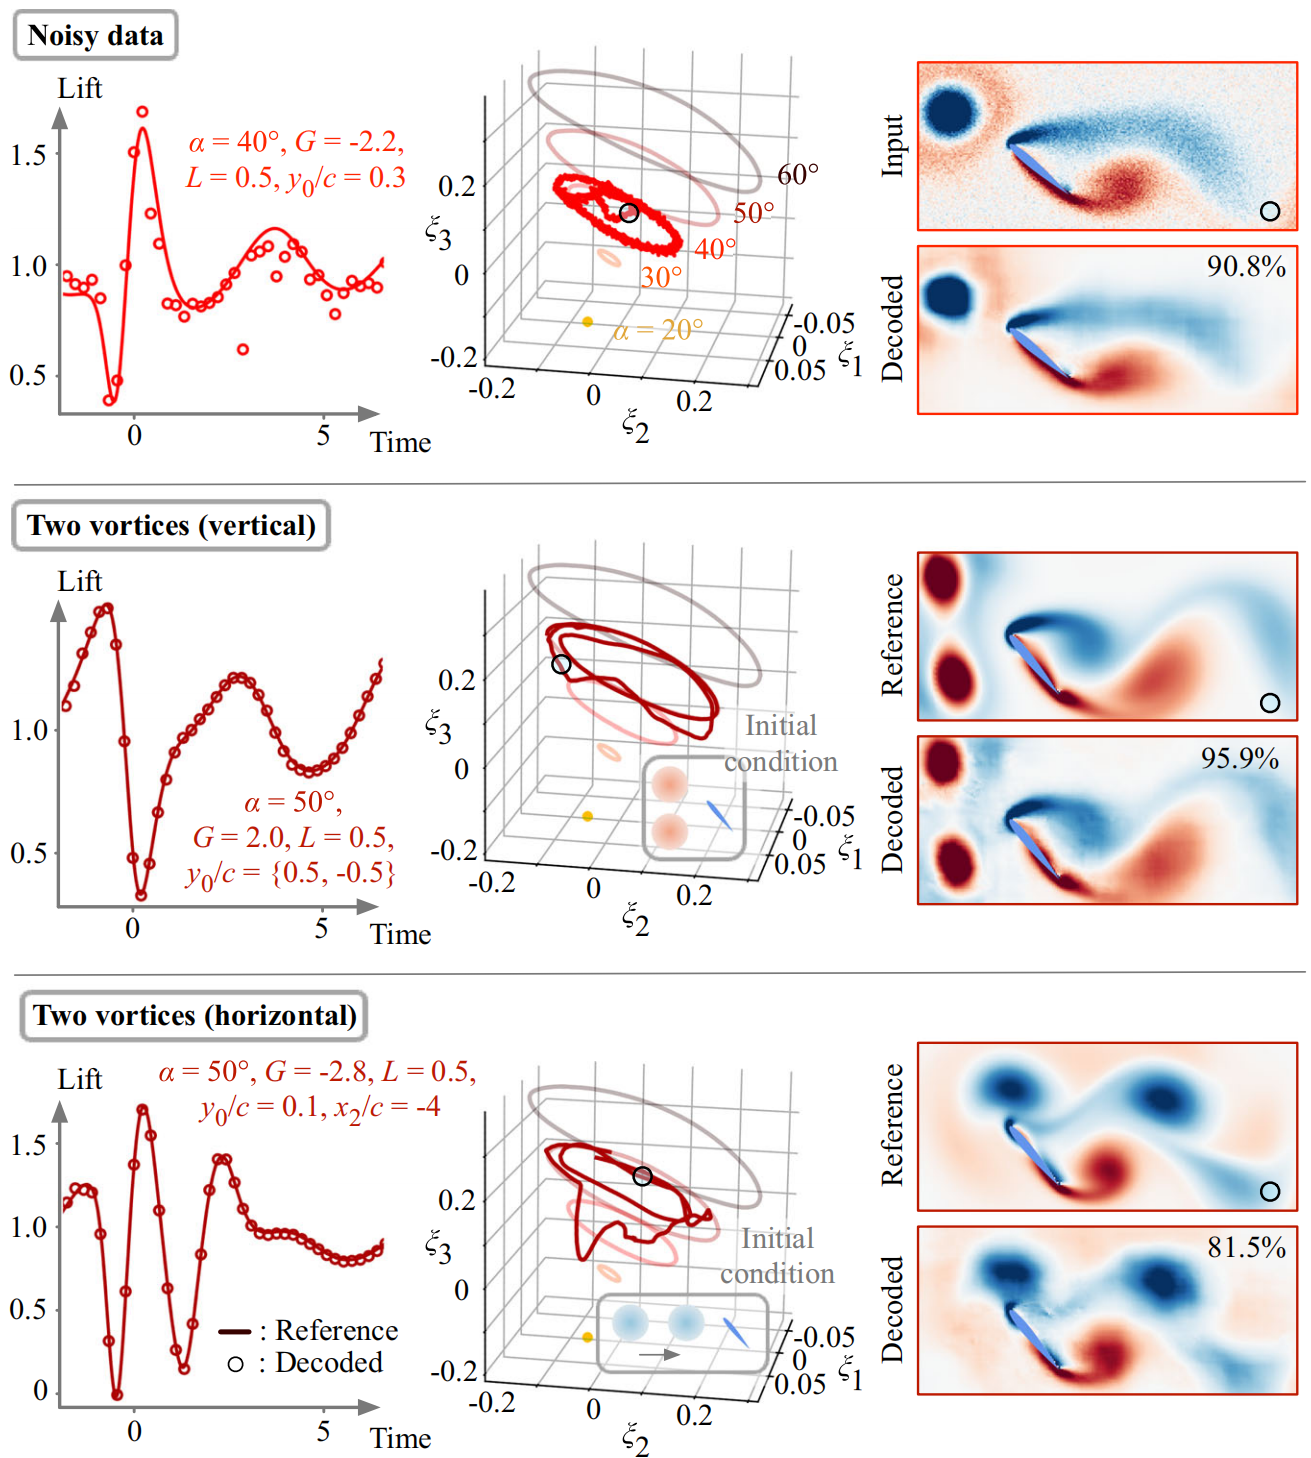 Noisy data
Lift
1.5
1.0
0.5
0
5
Time
α = 40°, G = -2.2,
L = 0.5, y0/c = 0.3
0.2
ξ3
0
-0.2
-0.2
0
0.2
ξ2
-0.05
0
0.05
ξ1
60°
50°
40°
30°
α = 20°
Input
Decoded
90.8%
Two vortices (vertical)
Lift
1.0
0.5
0
5
Time
α = 50°,
G = 2.0, L = 0.5,
y0/c = {0.5, -0.5}
0.2
ξ3
0
-0.2
-0.2
0
0.2
ξ2
-0.05
0
0.05
ξ1
Initial
condition
Reference
Decoded
95.9%
Two vortices (horizontal)
Lift
1.5
1.0
0.5
0
0
5
Time
α = 50°, G = -2.8, L = 0.5,
y0/c = 0.1, x2/c = -4
: Reference
: Decoded
0.2
ξ3
0
-0.2
-0.2
0
0.2
ξ2
-0.05
0
0.05
ξ1
Initial
condition
Reference
Decoded
81.5%